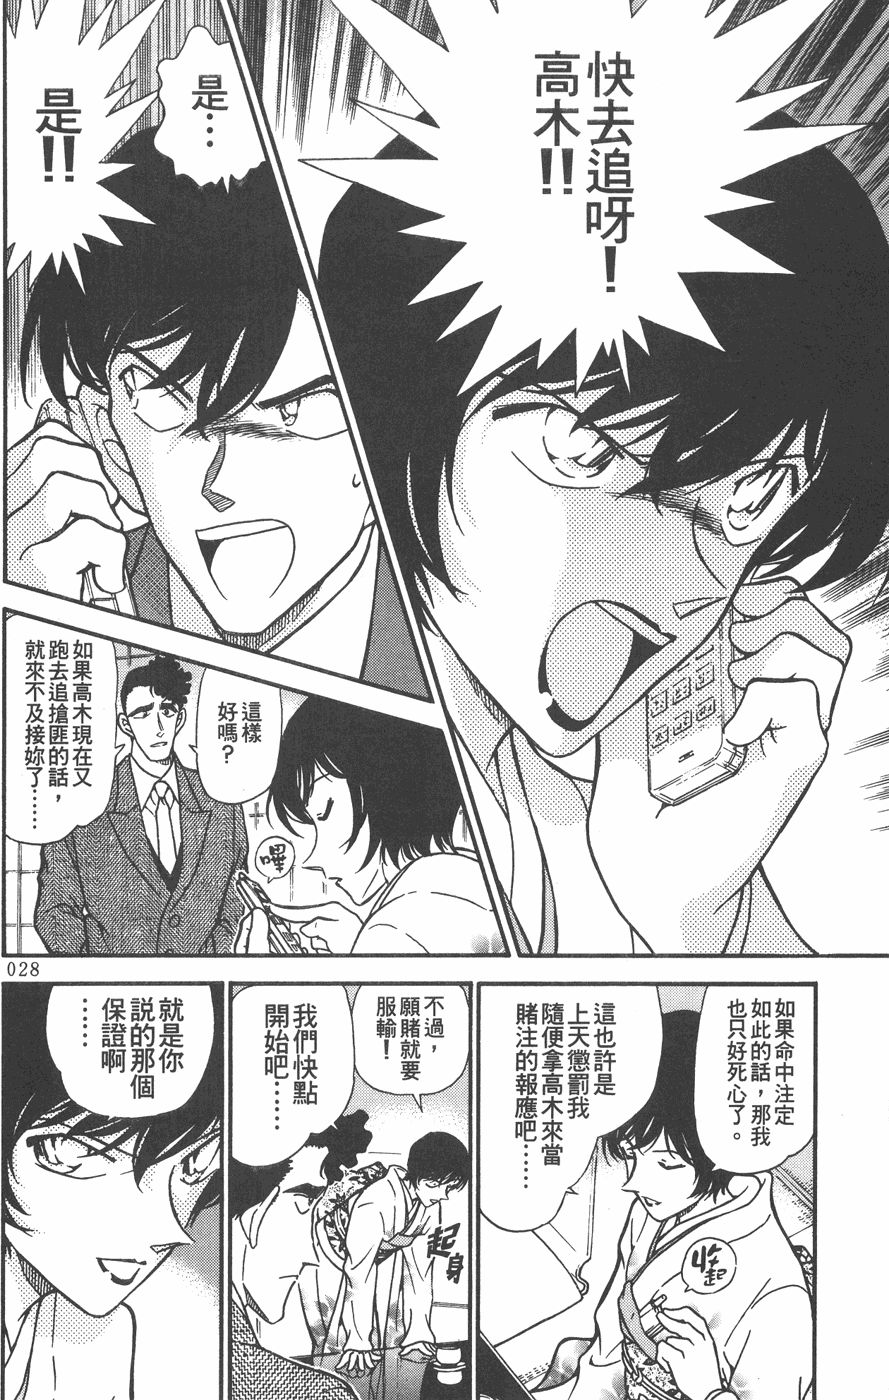 快去追呀！
高木!!
是…
是!!
這樣
好嗎？
如果高木現在又
跑去追搶匪的話，
就來不及接妳了……
嗶
028
如果命中注定
如此的話，那我
也只好死心了。
這也許是
上天懲罰我
隨便拿高木來當
賭注的報應吧……
收起
不過，
願賭就要
服輸！
我們快點
開始吧……
起身
就是你
說的那個
保證啊
……